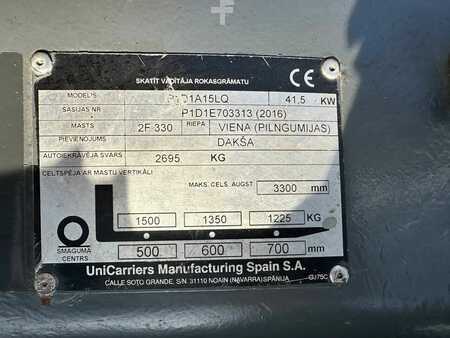 SKATĪT VADĪTĀJA ROKASGRĀMATU CE
MODELIS P1D1A15LQ 41,5 KW
ŠASIJAS NR P1D1E703313 (2016)
MASTS 2F 330 RIEPA VIENA (PILNGUMIJAS)
PIEVIENOJUMS DAKŠA
AUTOIEKRĀVĒJA SVARS 2695 KG
CELTSPĒJA AR MASTU VERTIKĀLI
MAKS. CELS. AUGST 3300 mm
1500 1350 1225 KG
SMAGUMA CENTRS 500 600 700 mm
UniCarriers Manufacturing Spain S.A.
CALLE SOTO GRANDE, S/N 31110 NOAIN (NAVARRA) SPĀNIJA GJ75C